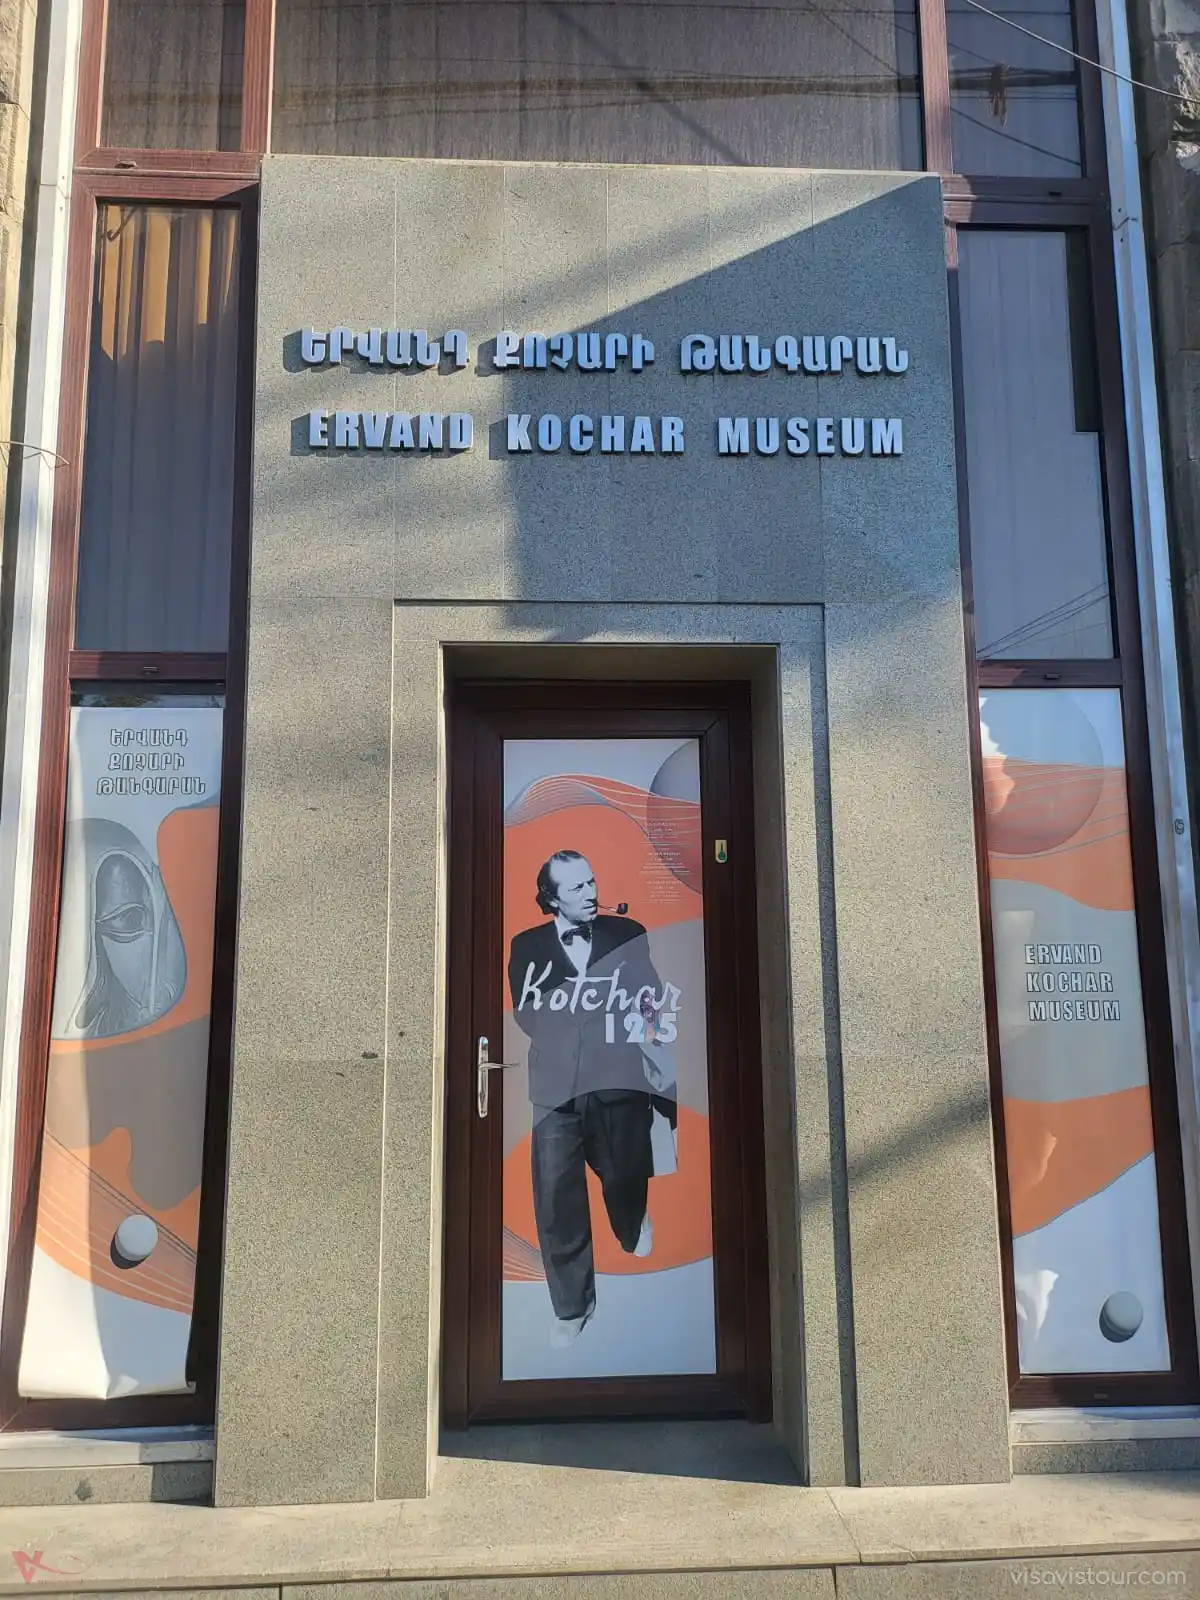 ԵՐՎԱՆԴ ՔՈՉԱՐԻ ԹԱՆԳԱՐԱՆ
ERVAND KOCHAR MUSEUM
ԵՐՎԱՆԴ
ՔՈՉԱՐԻ
ԹԱՆԳԱՐԱՆ
Kotchar
125
ERVAND
KOCHAR
MUSEUM
visavistour.com